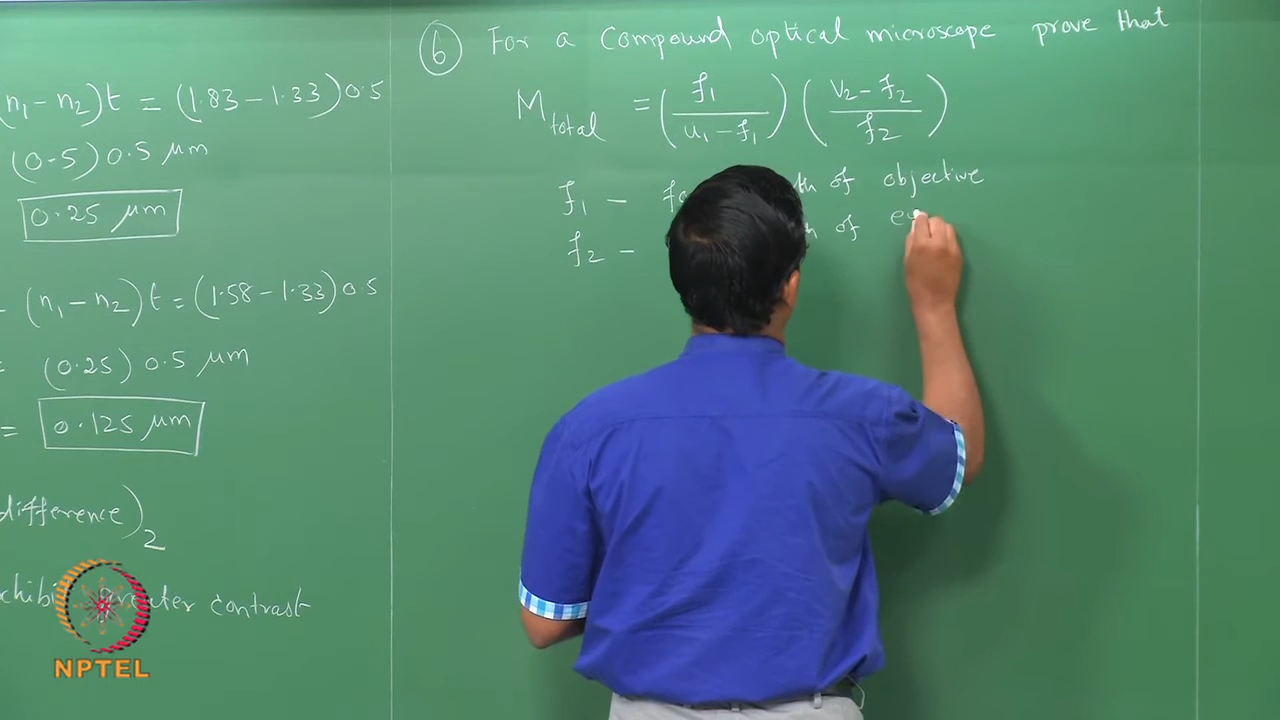 (n₁ − n₂)t = (1.83 − 1.33)0.5
(0.5) 0.5 μm
0.25 μm
− (n₁ − n₂)t = (1.58 − 1.33)0.5
= (0.25) 0.5 μm
= 0.125 μm
difference)₂
greater contrast
NPTEL
⑥ For a compound optical microscope prove that
M total = (f₁ / u₁ − f₁) (v₂ − f₂ / f₂)
f₁ − of objective
f₂ − of